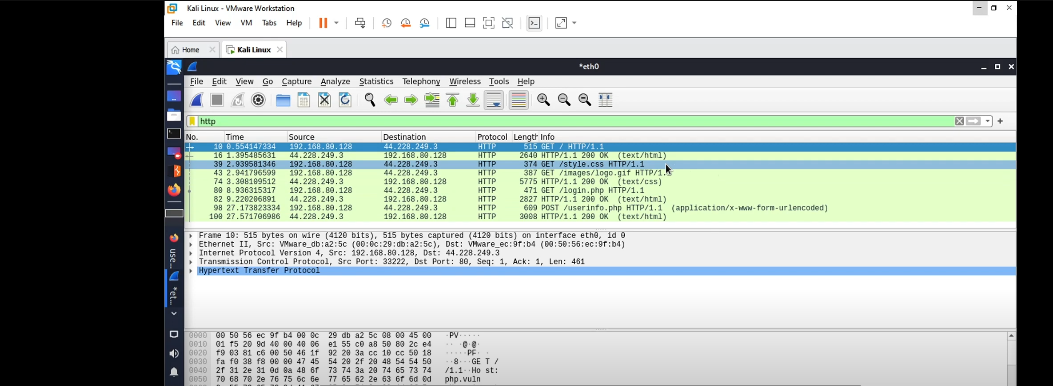 Kali Linux - VMware Workstation
File Edit View VM Tabs Help
Home Kali Linux
*eth0
File Edit View Go Capture Analyze Statistics Telephony Wireless Tools Help
http
No. Time Source Destination Protocol Length Info
10 0.554147334 192.168.80.128 44.228.249.3 HTTP 515 GET / HTTP/1.1
16 1.395485631 44.228.249.3 192.168.80.128 HTTP 2640 HTTP/1.1 200 OK (text/html)
39 2.939581346 192.168.80.128 44.228.249.3 HTTP 374 GET /style.css HTTP/1.1
43 2.941796599 192.168.80.128 44.228.249.3 HTTP 387 GET /images/logo.gif HTTP/1.
74 3.308189512 44.228.249.3 192.168.80.128 HTTP 5775 HTTP/1.1 200 OK (text/css)
80 8.936315317 192.168.80.128 44.228.249.3 HTTP 471 GET /login.php HTTP/1.1
82 9.220206891 44.228.249.3 192.168.80.128 HTTP 2827 HTTP/1.1 200 OK (text/html)
98 27.173823334 192.168.80.128 44.228.249.3 HTTP 609 POST /userinfo.php HTTP/1.1 (application/x-www-form-urlencoded)
100 27.571706986 44.228.249.3 192.168.80.128 HTTP 3008 HTTP/1.1 200 OK (text/html)
Frame 10: 515 bytes on wire (4120 bits), 515 bytes captured (4120 bits) on interface eth0, id 0
Ethernet II, Src: VMware_db:a2:5c (00:0c:29:db:a2:5c), Dst: VMware_ec:9f:b4 (00:50:56:ec:9f:b4)
Internet Protocol Version 4, Src: 192.168.80.128, Dst: 44.228.249.3
Transmission Control Protocol, Src Port: 33222, Dst Port: 80, Seq: 1, Ack: 1, Len: 461
Hypertext Transfer Protocol
use...
*et...
0000 00 50 56 ec 9f b4 00 0c 29 db a2 5c 08 00 45 00 ·PV·····
0010 01 f5 20 9d 40 00 40 06 e1 55 c0 a8 50 80 2c e4 ·· ·@·@·
0020 f9 03 81 c6 00 50 46 1f 92 20 3a cc 10 cc 50 18 ·····PF·
0030 fa f0 38 f8 00 00 47 45 54 20 2f 20 48 54 54 50 ··8···GE T /
0040 2f 31 2e 31 0d 0a 48 6f 73 74 3a 20 74 65 73 74 /1.1··Ho st:
0050 70 68 70 2e 76 75 6c 6e 77 65 62 2e 63 6f 6d 0d php.vuln